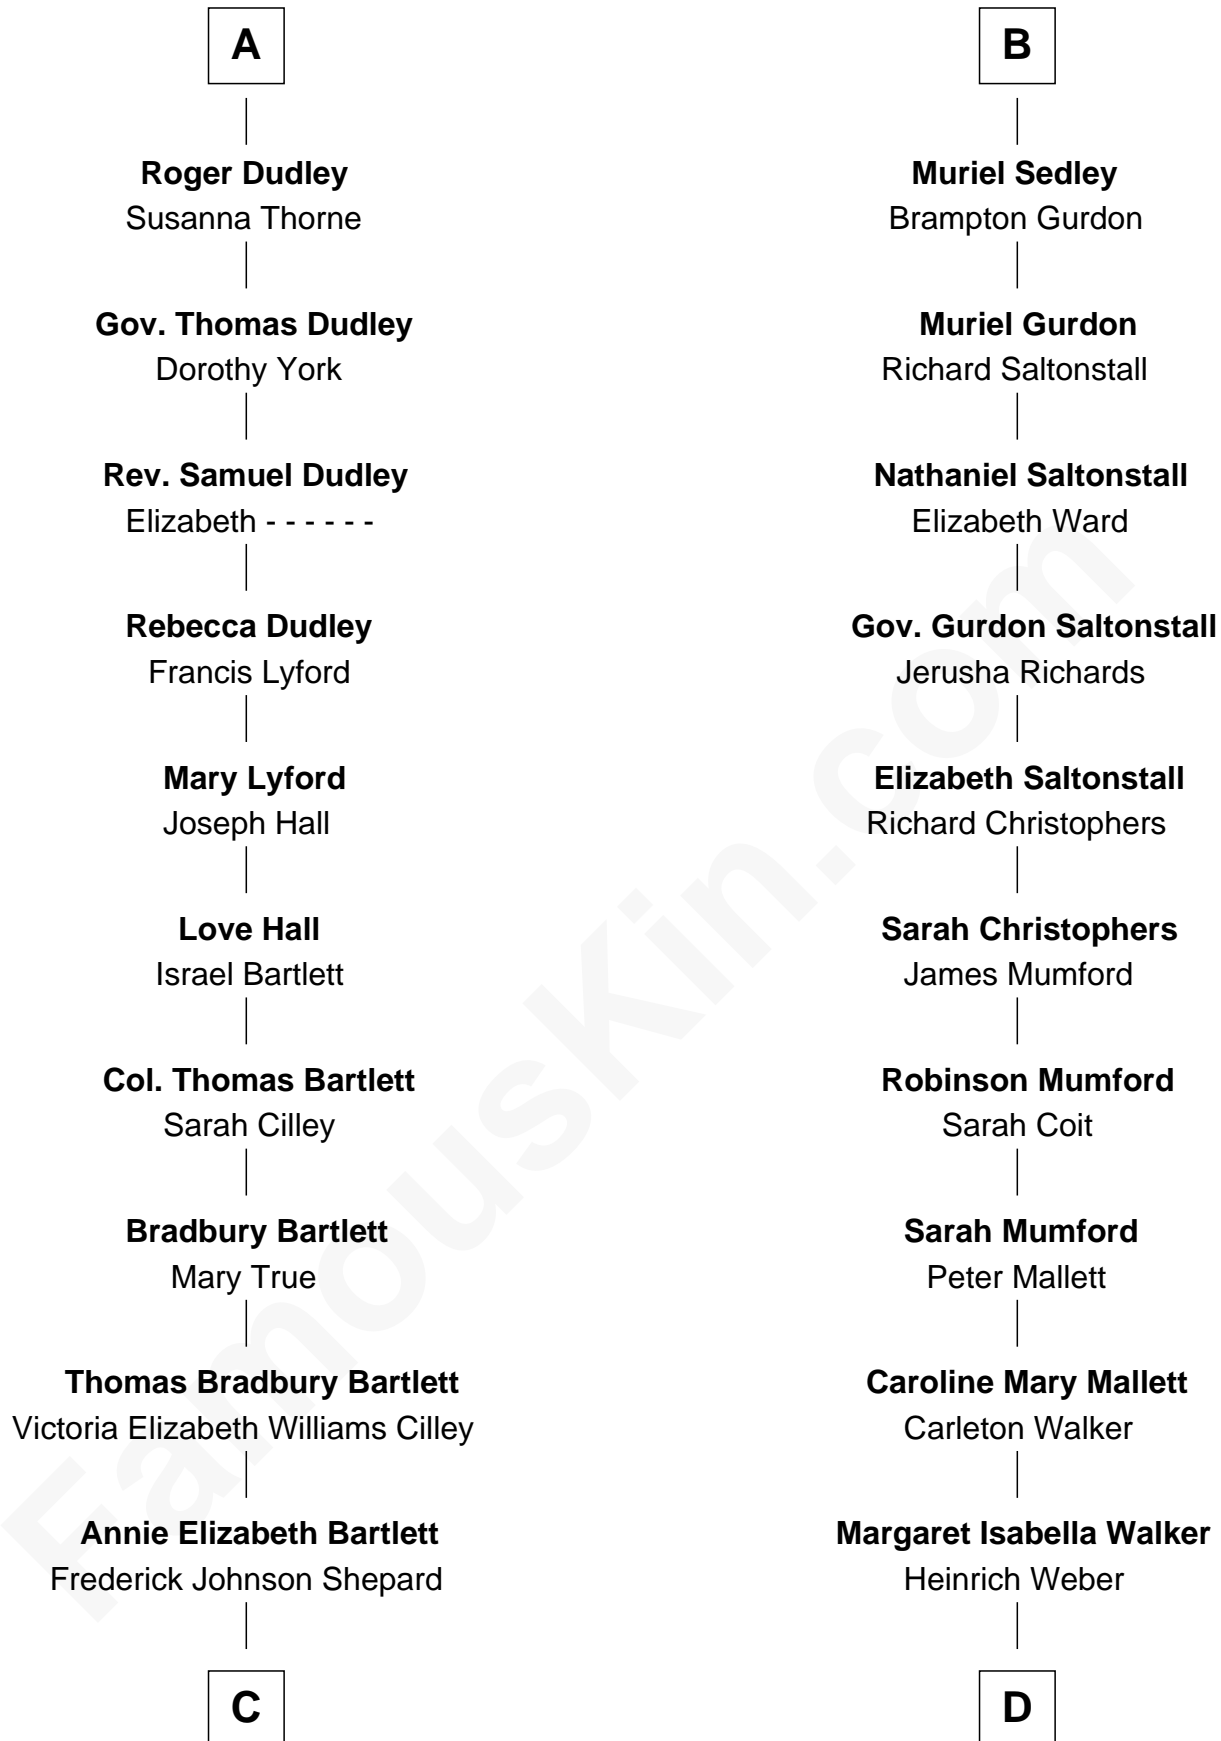 A
Roger Dudley
Susanna Thorne
Gov. Thomas Dudley
Dorothy York
Rev. Samuel Dudley
Elizabeth - - - - - -
Rebecca Dudley
Francis Lyford
Mary Lyford
Joseph Hall
Love Hall
Israel Bartlett
Col. Thomas Bartlett
Sarah Cilley
Bradbury Bartlett
Mary True
Thomas Bradbury Bartlett
Victoria Elizabeth Williams Cilley
Annie Elizabeth Bartlett
Frederick Johnson Shepard
C
B
Muriel Sedley
Brampton Gurdon
Muriel Gurdon
Richard Saltonstall
Nathaniel Saltonstall
Elizabeth Ward
Gov. Gurdon Saltonstall
Jerusha Richards
Elizabeth Saltonstall
Richard Christophers
Sarah Christophers
James Mumford
Robinson Mumford
Sarah Coit
Sarah Mumford
Peter Mallett
Caroline Mary Mallett
Carleton Walker
Margaret Isabella Walker
Heinrich Weber
D
FamousKin.com